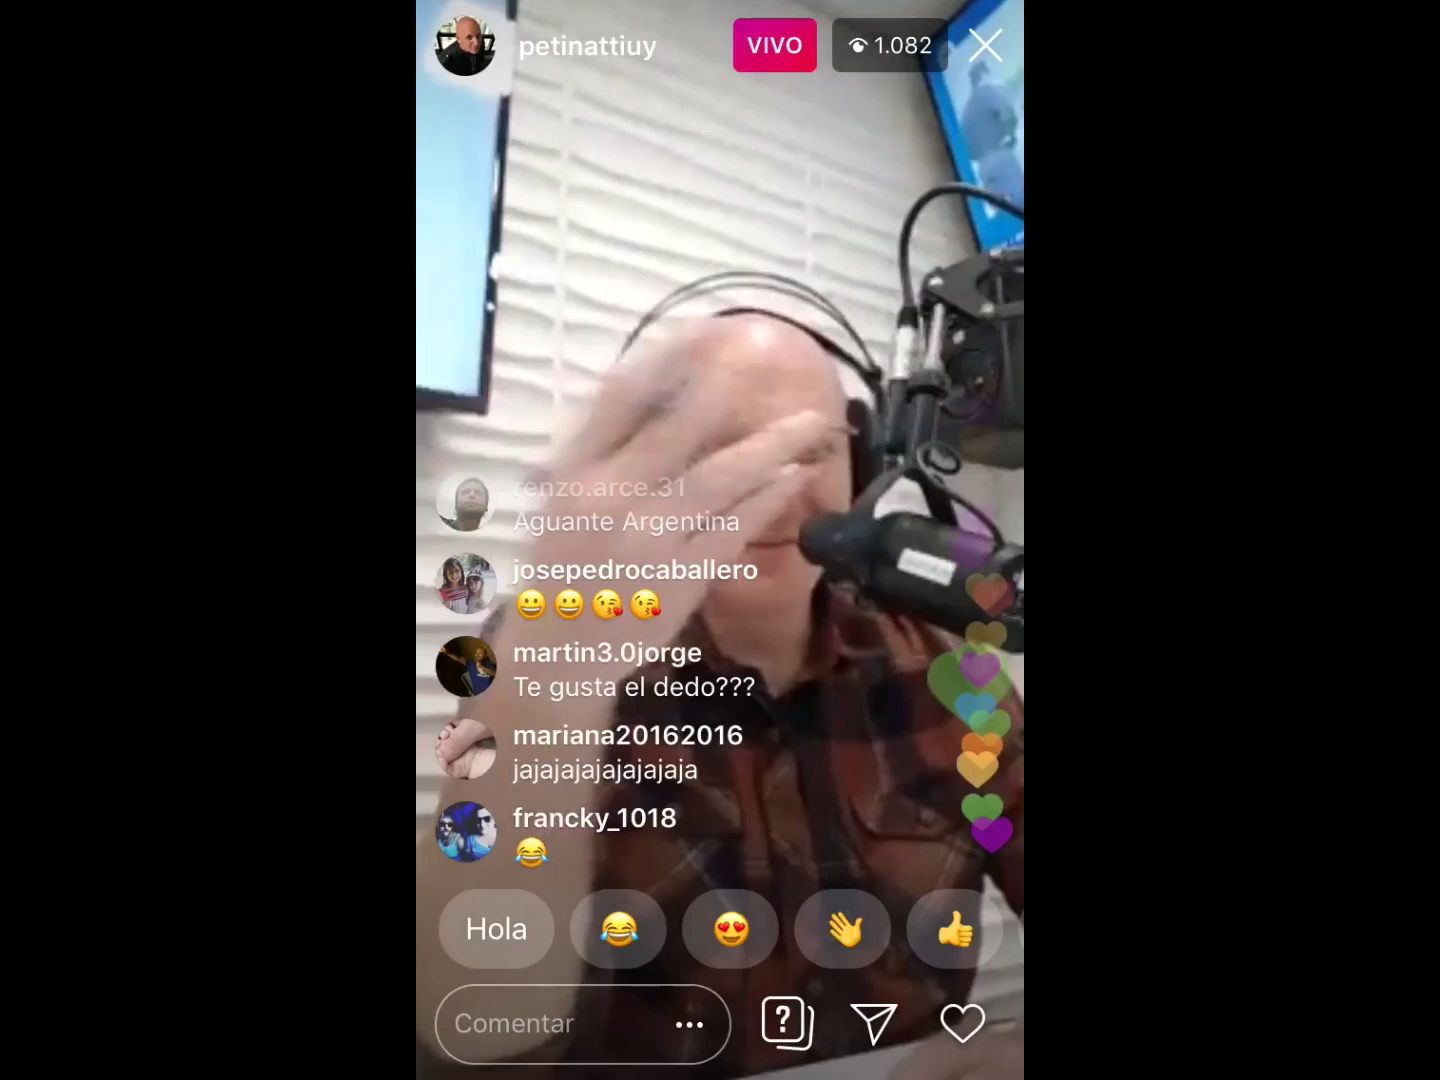 petinattiuy
VIVO
1.082
renzo.arce.31
Aguante Argentina
josepedrocaballero
😀😀😘😘
martin3.0jorge
Te gusta el dedo???
mariana20162016
jajajajajajajajaja
francky_1018
😂
Hola
Comentar
?